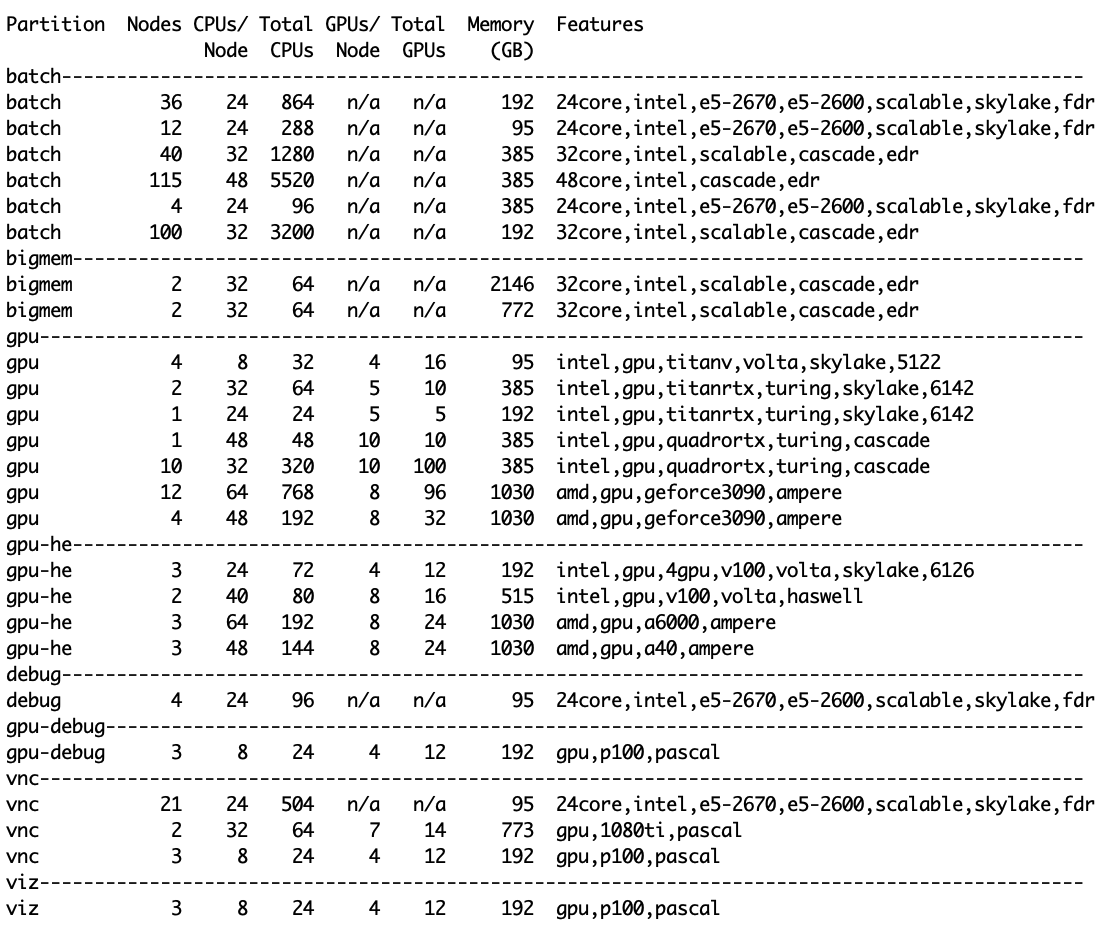 Partition  Nodes CPUs/ Total GPUs/ Total  Memory  Features
                  Node  CPUs  Node  GPUs    (GB)
batch---------------------------------------------------------------------------------------------
batch         36    24   864   n/a   n/a     192  24core,intel,e5-2670,e5-2600,scalable,skylake,fdr
batch         12    24   288   n/a   n/a      95  24core,intel,e5-2670,e5-2600,scalable,skylake,fdr
batch         40    32  1280   n/a   n/a     385  32core,intel,scalable,cascade,edr
batch        115    48  5520   n/a   n/a     385  48core,intel,cascade,edr
batch          4    24    96   n/a   n/a     385  24core,intel,e5-2670,e5-2600,scalable,skylake,fdr
batch        100    32  3200   n/a   n/a     192  32core,intel,scalable,cascade,edr
bigmem--------------------------------------------------------------------------------------------
bigmem         2    32    64   n/a   n/a    2146  32core,intel,scalable,cascade,edr
bigmem         2    32    64   n/a   n/a     772  32core,intel,scalable,cascade,edr
gpu-----------------------------------------------------------------------------------------------
gpu            4     8    32     4    16      95  intel,gpu,titanv,volta,skylake,5122
gpu            2    32    64     5    10     385  intel,gpu,titanrtx,turing,skylake,6142
gpu            1    24    24     5     5     192  intel,gpu,titanrtx,turing,skylake,6142
gpu            1    48    48    10    10     385  intel,gpu,quadrortx,turing,cascade
gpu           10    32   320    10   100     385  intel,gpu,quadrortx,turing,cascade
gpu           12    64   768     8    96    1030  amd,gpu,geforce3090,ampere
gpu            4    48   192     8    32    1030  amd,gpu,geforce3090,ampere
gpu-he--------------------------------------------------------------------------------------------
gpu-he         3    24    72     4    12     192  intel,gpu,4gpu,v100,volta,skylake,6126
gpu-he         2    40    80     8    16     515  intel,gpu,v100,volta,haswell
gpu-he         3    64   192     8    24    1030  amd,gpu,a6000,ampere
gpu-he         3    48   144     8    24    1030  amd,gpu,a40,ampere
debug---------------------------------------------------------------------------------------------
debug          4    24    96   n/a   n/a      95  24core,intel,e5-2670,e5-2600,scalable,skylake,fdr
gpu-debug-----------------------------------------------------------------------------------------
gpu-debug      3     8    24     4    12     192  gpu,p100,pascal
vnc-----------------------------------------------------------------------------------------------
vnc           21    24   504   n/a   n/a      95  24core,intel,e5-2670,e5-2600,scalable,skylake,fdr
vnc            2    32    64     7    14     773  gpu,1080ti,pascal
vnc            3     8    24     4    12     192  gpu,p100,pascal
viz-----------------------------------------------------------------------------------------------
viz            3     8    24     4    12     192  gpu,p100,pascal